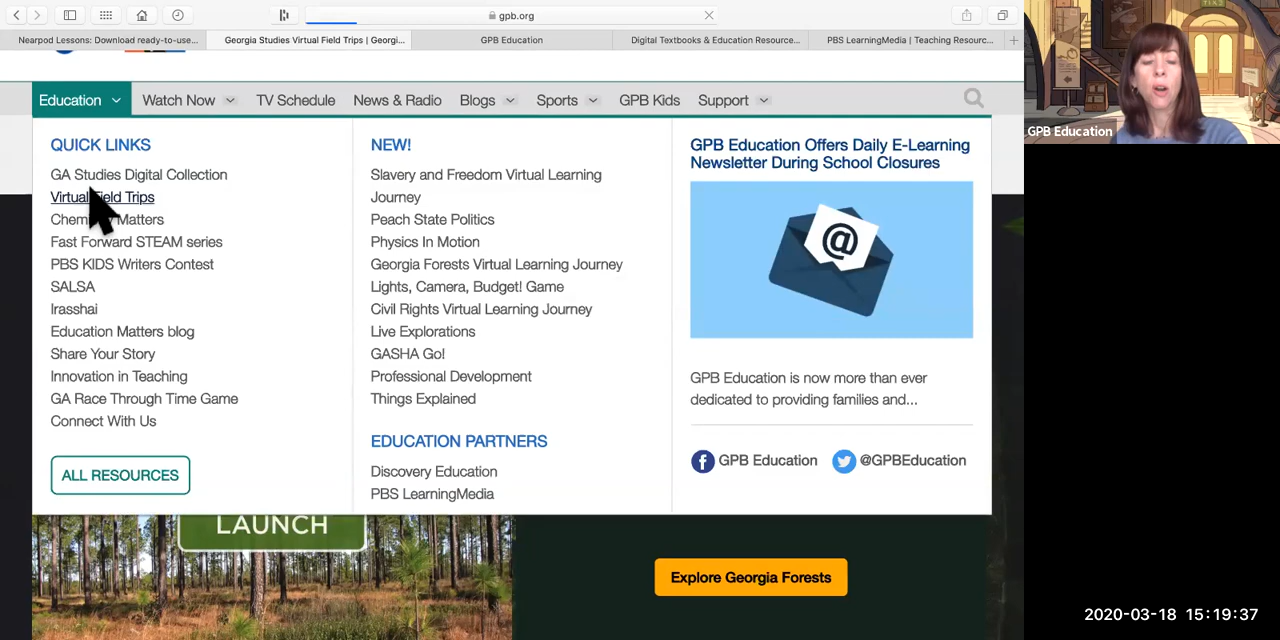 gpb.org
Nearpod Lessons: Download ready-to-use...
Georgia Studies Virtual Field Trips | Georgi...
GPB Education
Digital Textbooks & Education Resource...
PBS LearningMedia | Teaching Resourc...
Education
Watch Now
TV Schedule
News & Radio
Blogs
Sports
GPB Kids
Support
QUICK LINKS
GA Studies Digital Collection
Virtual Field Trips
Chemistry Matters
Fast Forward STEAM series
PBS KIDS Writers Contest
SALSA
Irasshai
Education Matters blog
Share Your Story
Innovation in Teaching
GA Race Through Time Game
Connect With Us
ALL RESOURCES
NEW!
Slavery and Freedom Virtual Learning
Journey
Peach State Politics
Physics In Motion
Georgia Forests Virtual Learning Journey
Lights, Camera, Budget! Game
Civil Rights Virtual Learning Journey
Live Explorations
GASHA Go!
Professional Development
Things Explained
EDUCATION PARTNERS
Discovery Education
PBS LearningMedia
GPB Education Offers Daily E-Learning
Newsletter During School Closures
@
GPB Education is now more than ever
dedicated to providing families and...
GPB Education
@GPBEducation
LAUNCH
Explore Georgia Forests
GPB Education
2020-03-18 15:19:37